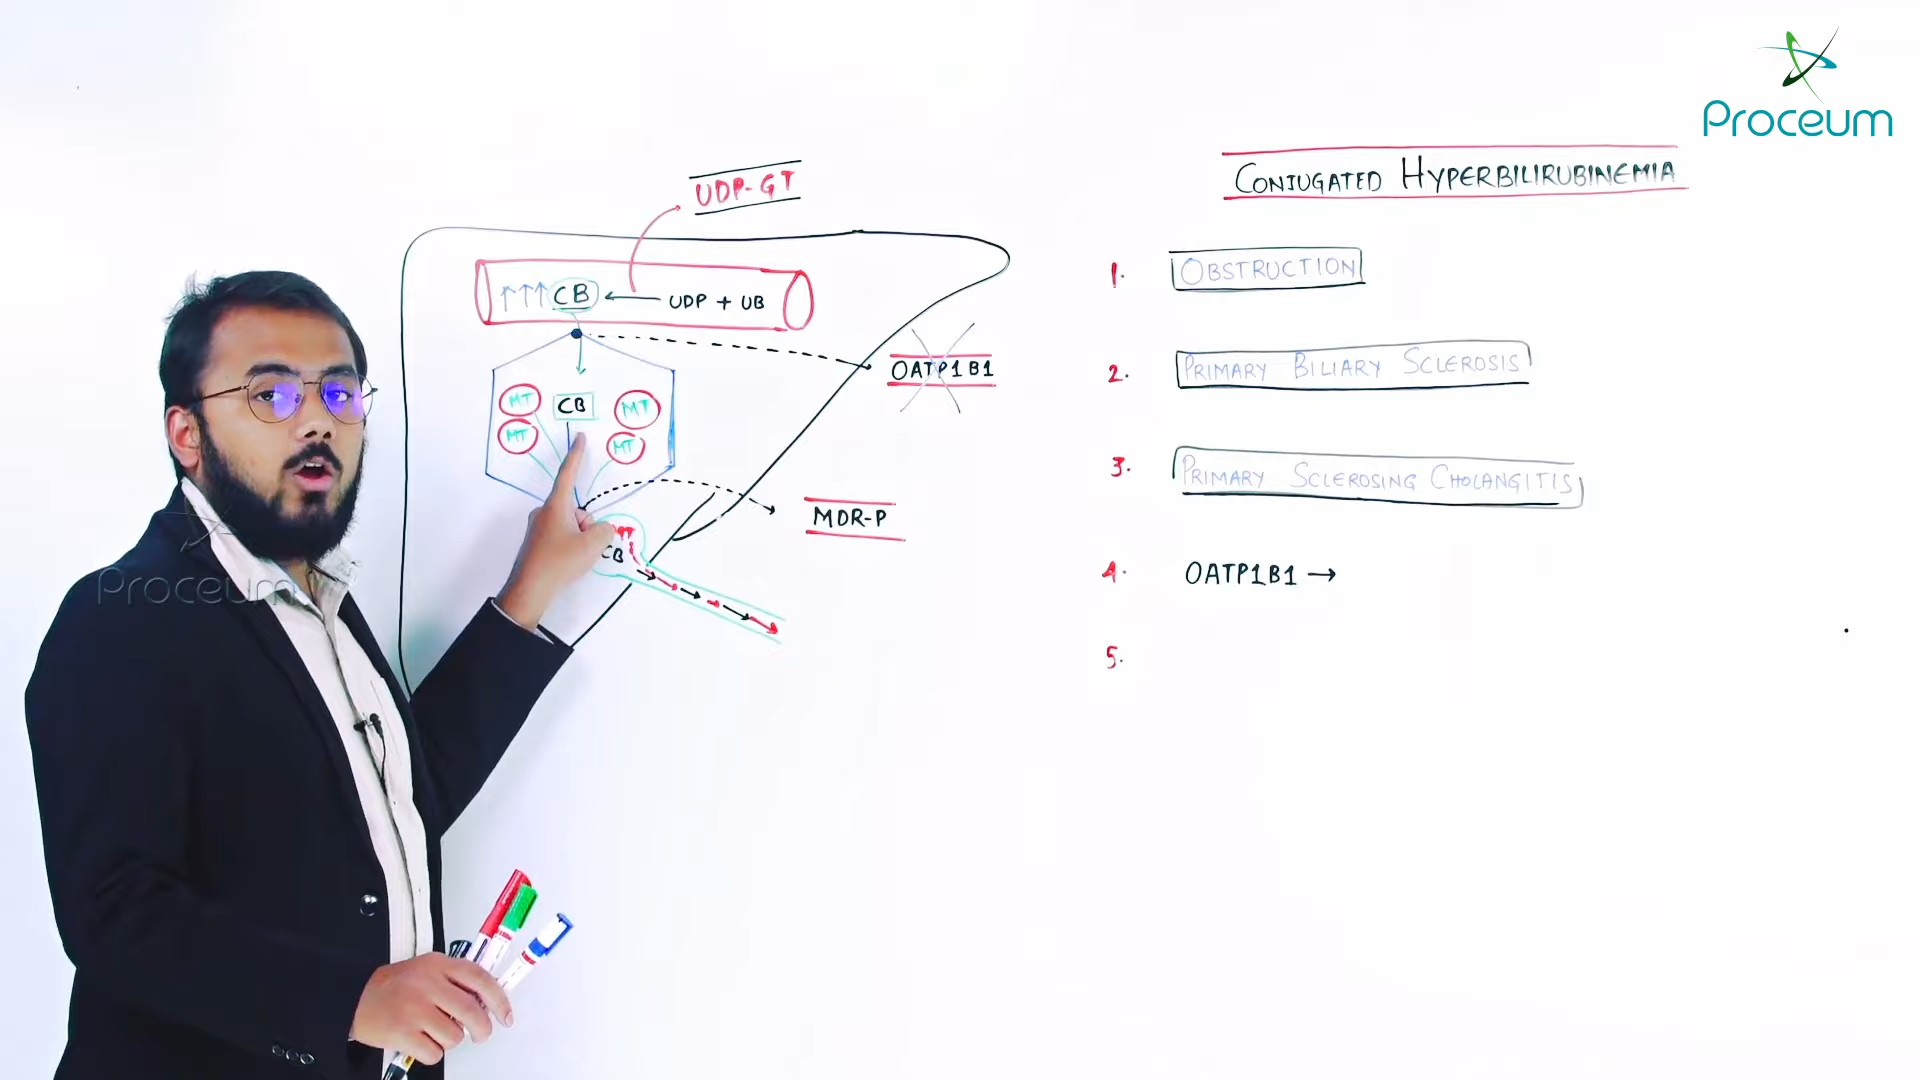 Proceum
CONJUGATED HYPERBILIRUBINEMIA
UDP-GT
↑↑↑ CB ← UDP + UB
OATP1B1
MT CB MT
MT MT
MDR-P
CB
1. OBSTRUCTION
2. PRIMARY BILIARY SCLEROSIS
3. PRIMARY SCLEROSING CHOLANGITIS
4. OATP1B1 →
5.
Proceum